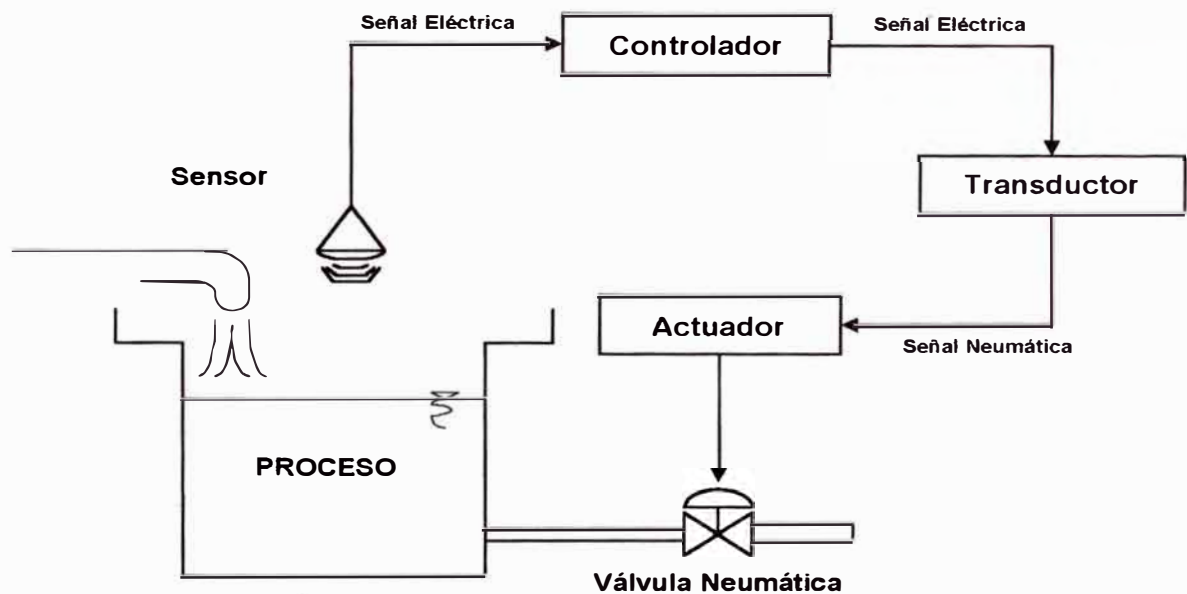 Señal Eléctrica
Controlador
Señal Eléctrica
Sensor
Transductor
Actuador
Señal Neumática
PROCESO
Válvula Neumática